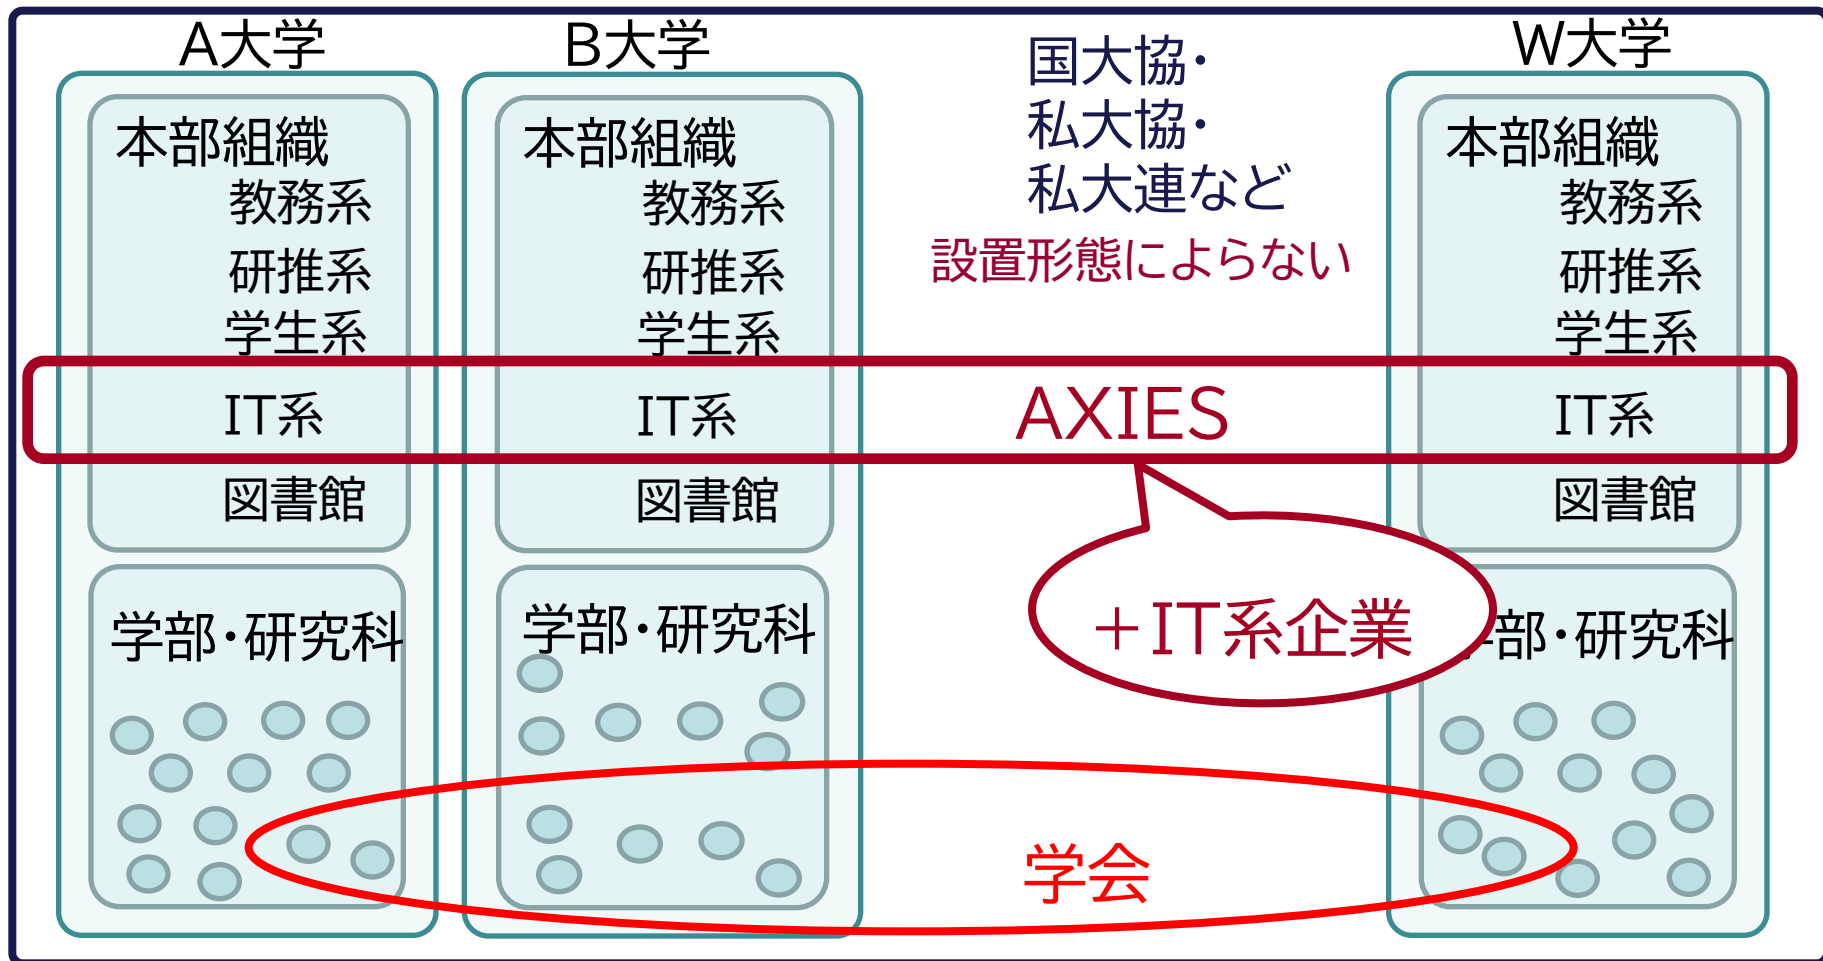 A大学
本部組織
教務系
研推系
学生系
IT系
図書館
学部・研究科
B大学
本部組織
教務系
研推系
学生系
IT系
図書館
学部・研究科
国大協・
私大協・
私大連など
設置形態によらない
AXIES
＋IT系企業
学会
W大学
本部組織
教務系
研推系
学生系
IT系
図書館
部・研究科